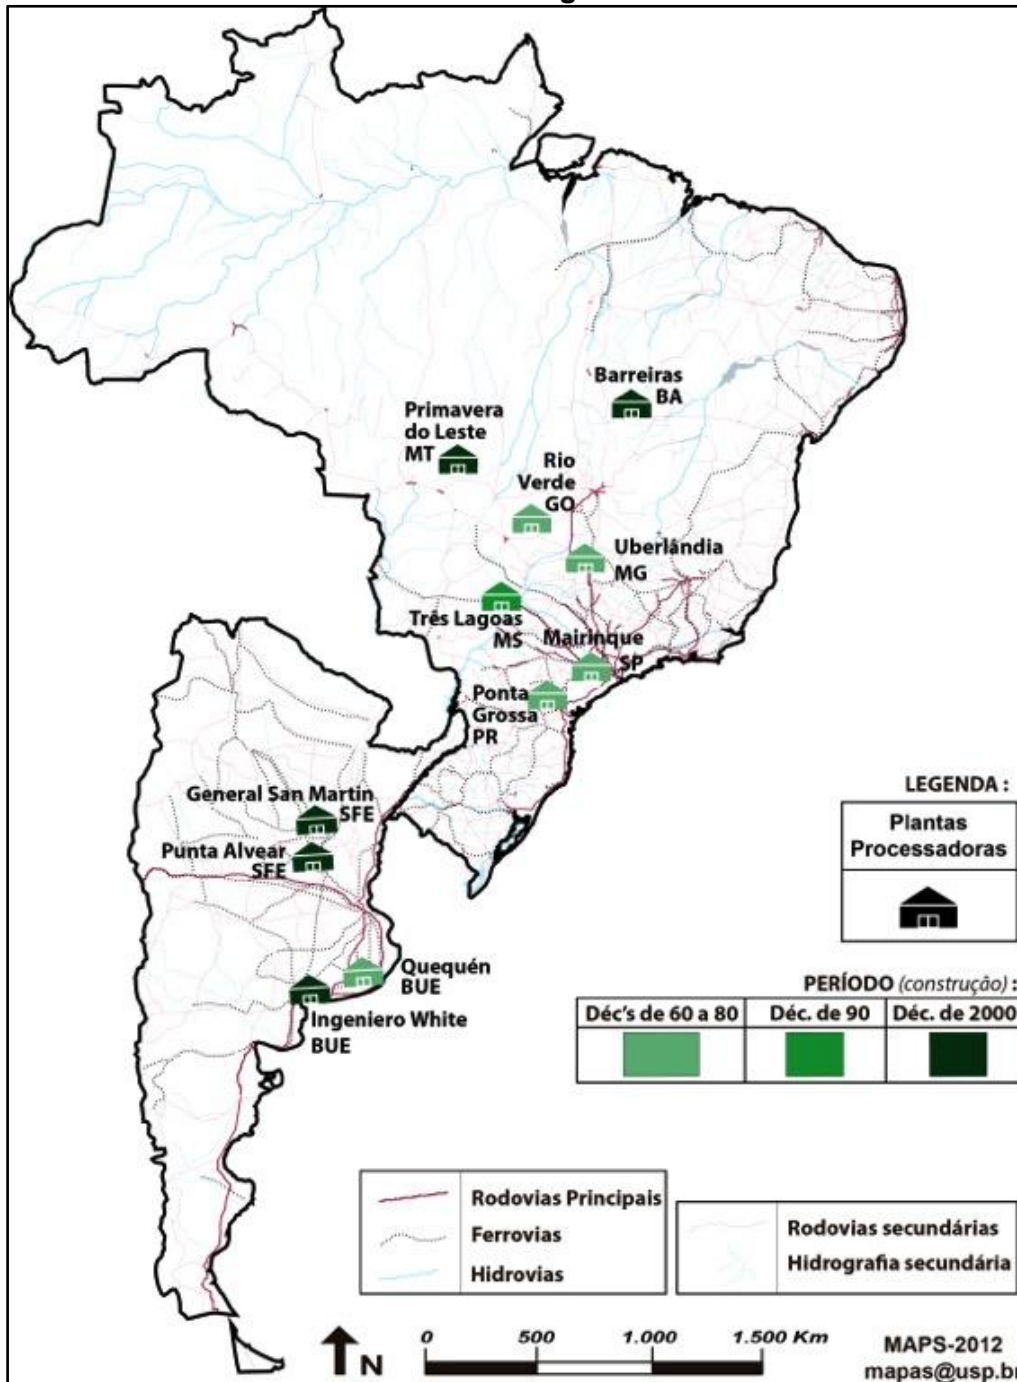 Barreiras
BA
Primavera
do Leste
MT
Rio
Verde
GO
Uberlândia
MG
Três Lagoas
MS
Mairinque
SP
Ponta
Grossa
PR
General San Martin
SFE
Punta Alvear
SFE
Quequén
BUE
Ingeniero White
BUE
LEGENDA :
Plantas
Processadoras
PERÍODO (construção) :
Déc's de 60 a 80 Déc. de 90 Déc. de 2000
Rodovias Principais
Ferrovias
Hidrovias
Rodovias secundárias
Hidrografia secundária
0 500 1.000 1.500 Km
N
MAPS-2012
mapas@usp.br